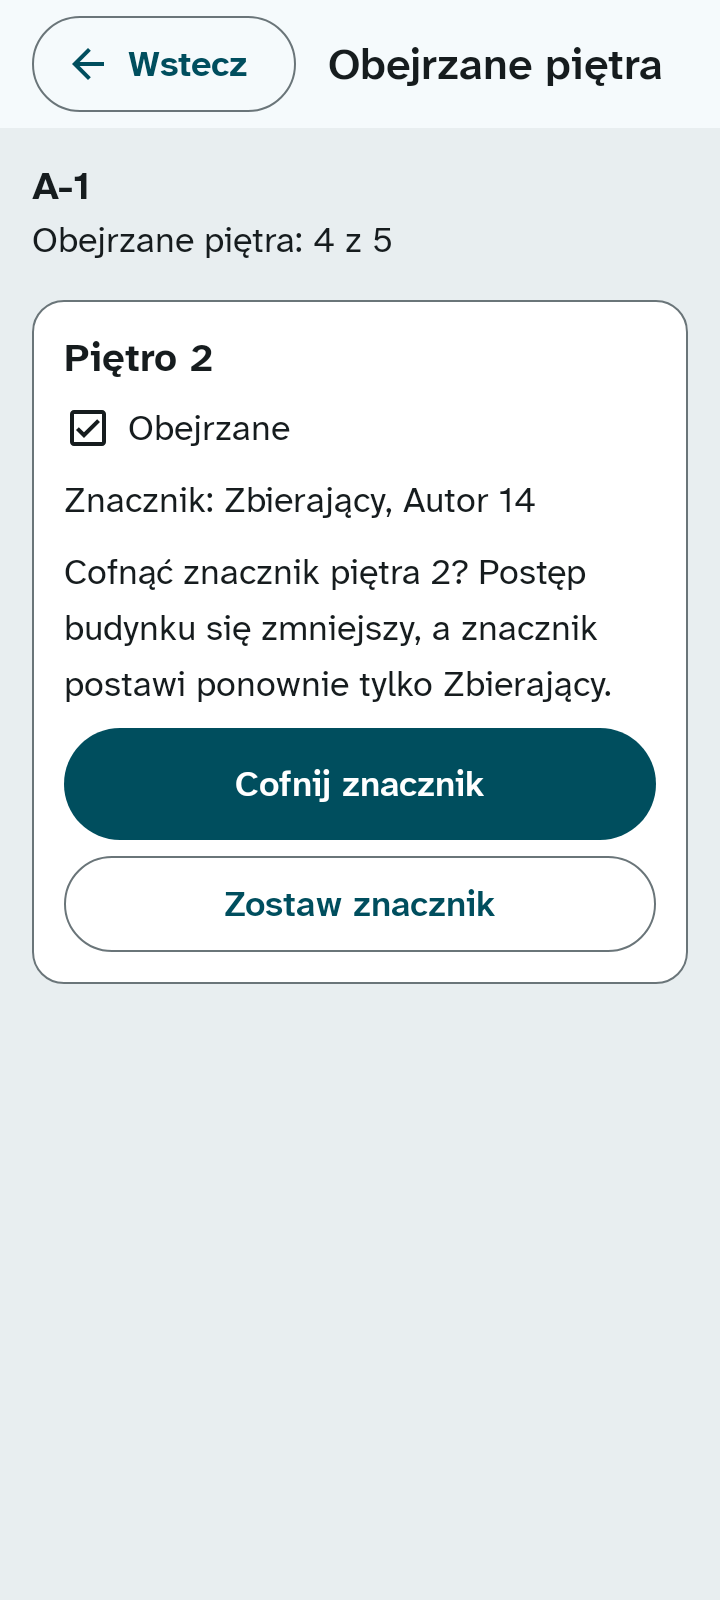 Wstecz
Obejrzane piętra
A-1
Obejrzane piętra: 4 z 5
Piętro 2
Obejrzane
Znacznik: Zbierający, Autor 14
Cofnąć znacznik piętra 2? Postęp
budynku się zmniejszy, a znacznik
postawi ponownie tylko Zbierający.
Cofnij znacznik
Zostaw znacznik